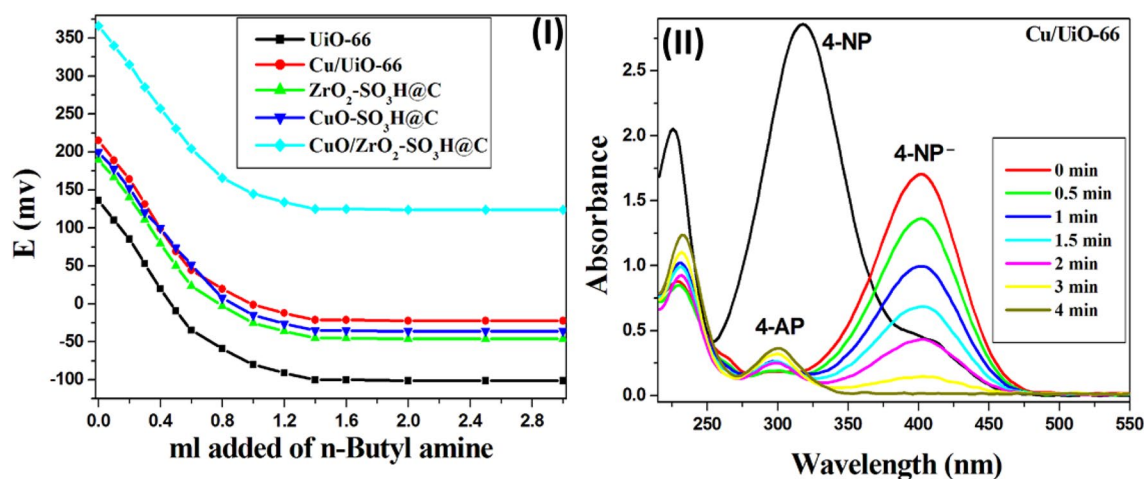 (I)
UiO-66
Cu/UiO-66
ZrO₂-SO₃H@C
CuO-SO₃H@C
CuO/ZrO₂-SO₃H@C
350
300
250
200
150
100
50
0
-50
-100
E (mv)
0.0 0.4 0.8 1.2 1.6 2.0 2.4 2.8
ml added of n-Butyl amine
(II)
4-NP
Cu/UiO-66
4-NP⁻
4-AP
0 min
0.5 min
1 min
1.5 min
2 min
3 min
4 min
2.5
2.0
1.5
1.0
0.5
0.0
Absorbance
250 300 350 400 450 500 550
Wavelength (nm)